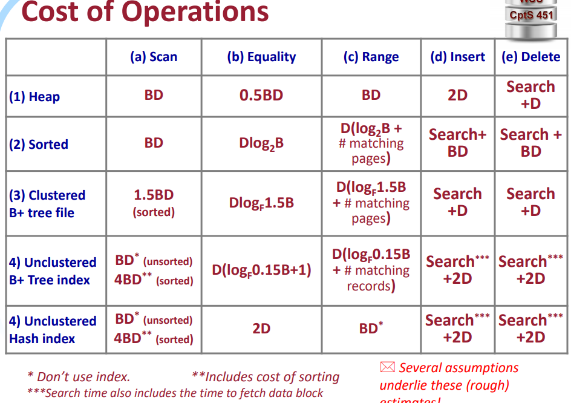 Cost of Operations
CptS 451
(a) Scan (b) Equality (c) Range (d) Insert (e) Delete
(1) Heap BD 0.5BD BD 2D Search +D
(2) Sorted BD Dlog₂B D(log₂B + # matching pages) Search+ BD Search + BD
(3) Clustered B+ tree file 1.5BD (sorted) Dlog_F1.5B D(log_F1.5B + # matching pages) Search +D Search +D
4) Unclustered B+ Tree index BD* (unsorted) 4BD** (sorted) D(log_F0.15B+1) D(log_F0.15B + # matching records) Search*** +2D Search*** +2D
4) Unclustered Hash index BD* (unsorted) 4BD** (sorted) 2D BD* Search*** +2D Search*** +2D
* Don't use index. **Includes cost of sorting
***Search time also includes the time to fetch data block
Several assumptions
underlie these (rough)
estimates!